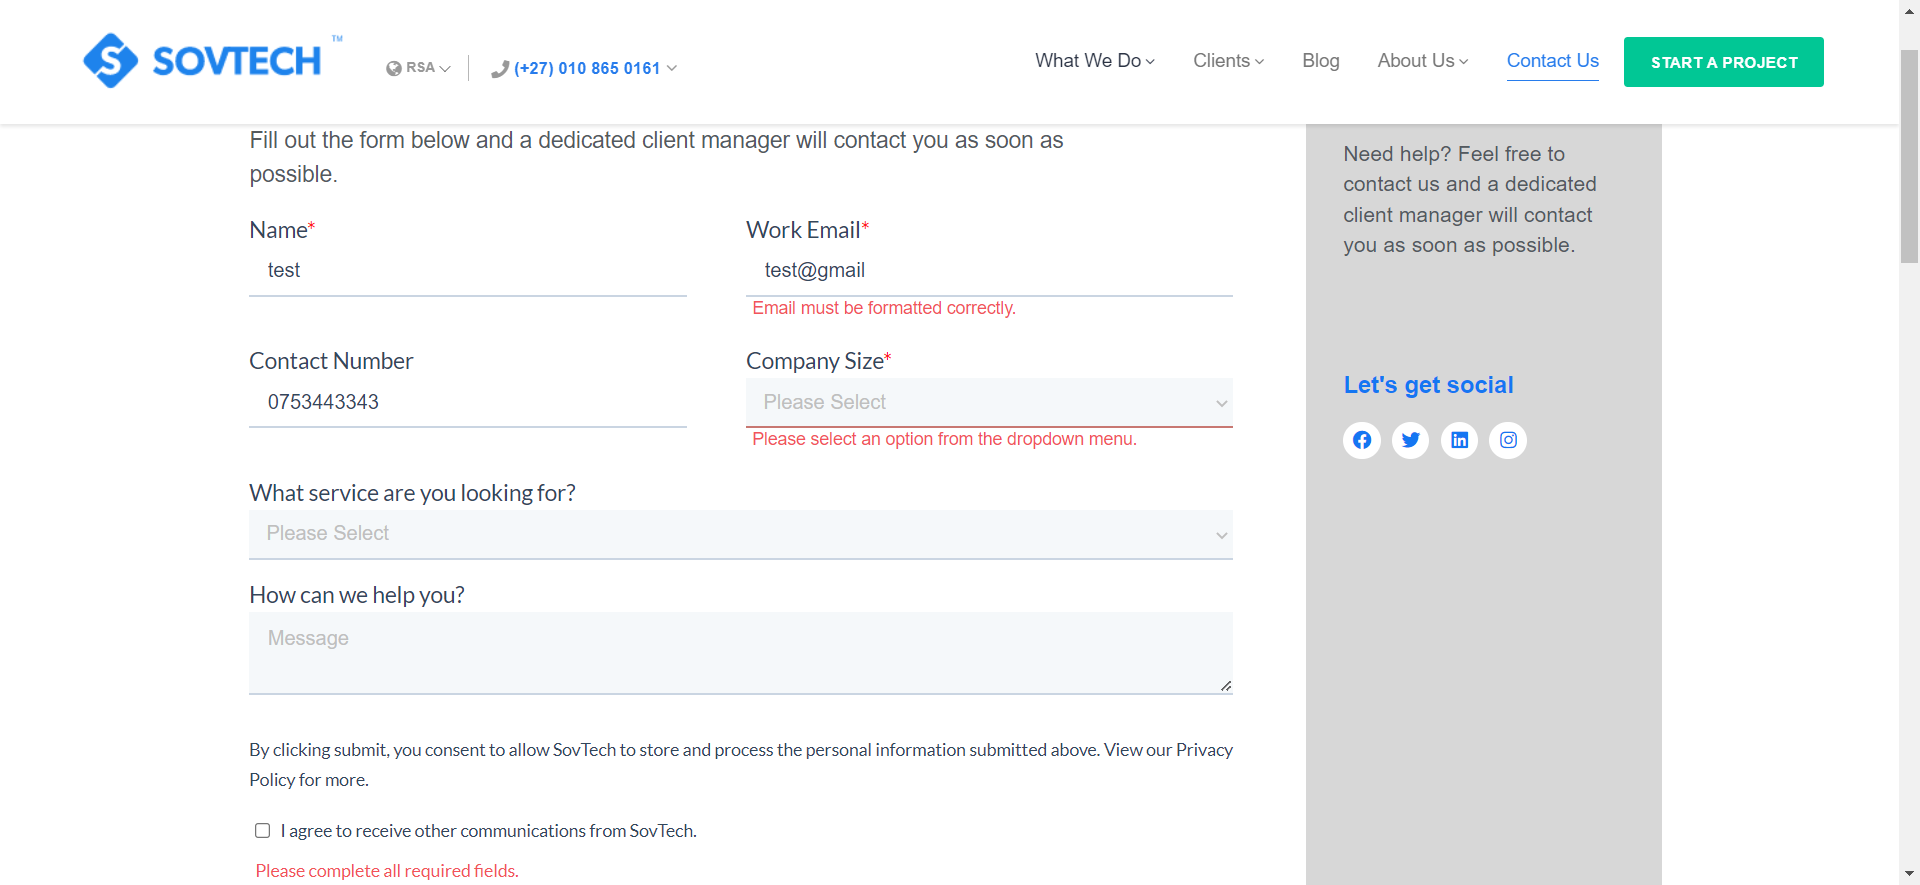 SOVTECH ™
RSA
(+27) 010 865 0161
What We Do
Clients
Blog
About Us
Contact Us
START A PROJECT
Fill out the form below and a dedicated client manager will contact you as soon as
possible.
Name*
test
Work Email*
test@gmail
Email must be formatted correctly.
Contact Number
0753443343
Company Size*
Please Select
Please select an option from the dropdown menu.
What service are you looking for?
Please Select
How can we help you?
Message
By clicking submit, you consent to allow SovTech to store and process the personal information submitted above. View our Privacy
Policy for more.
I agree to receive other communications from SovTech.
Please complete all required fields.
Need help? Feel free to
contact us and a dedicated
client manager will contact
you as soon as possible.
Let's get social